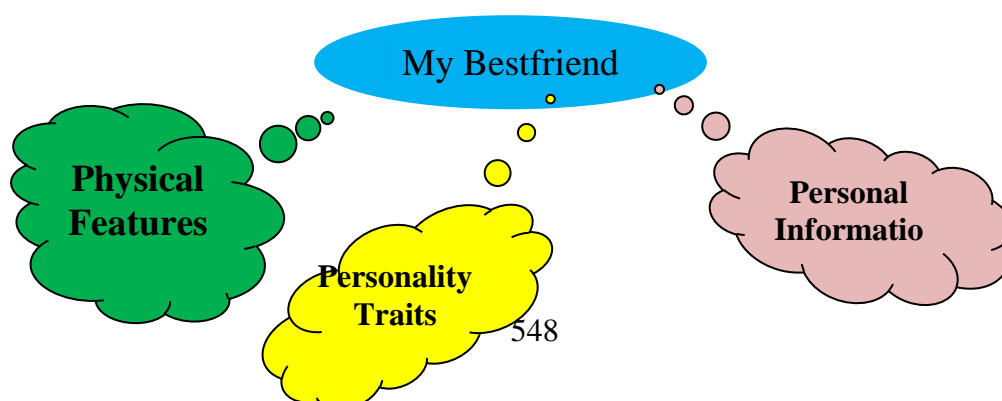 My Bestfriend
Physical
Features
Personality
Traits
Personal
Informatio
548